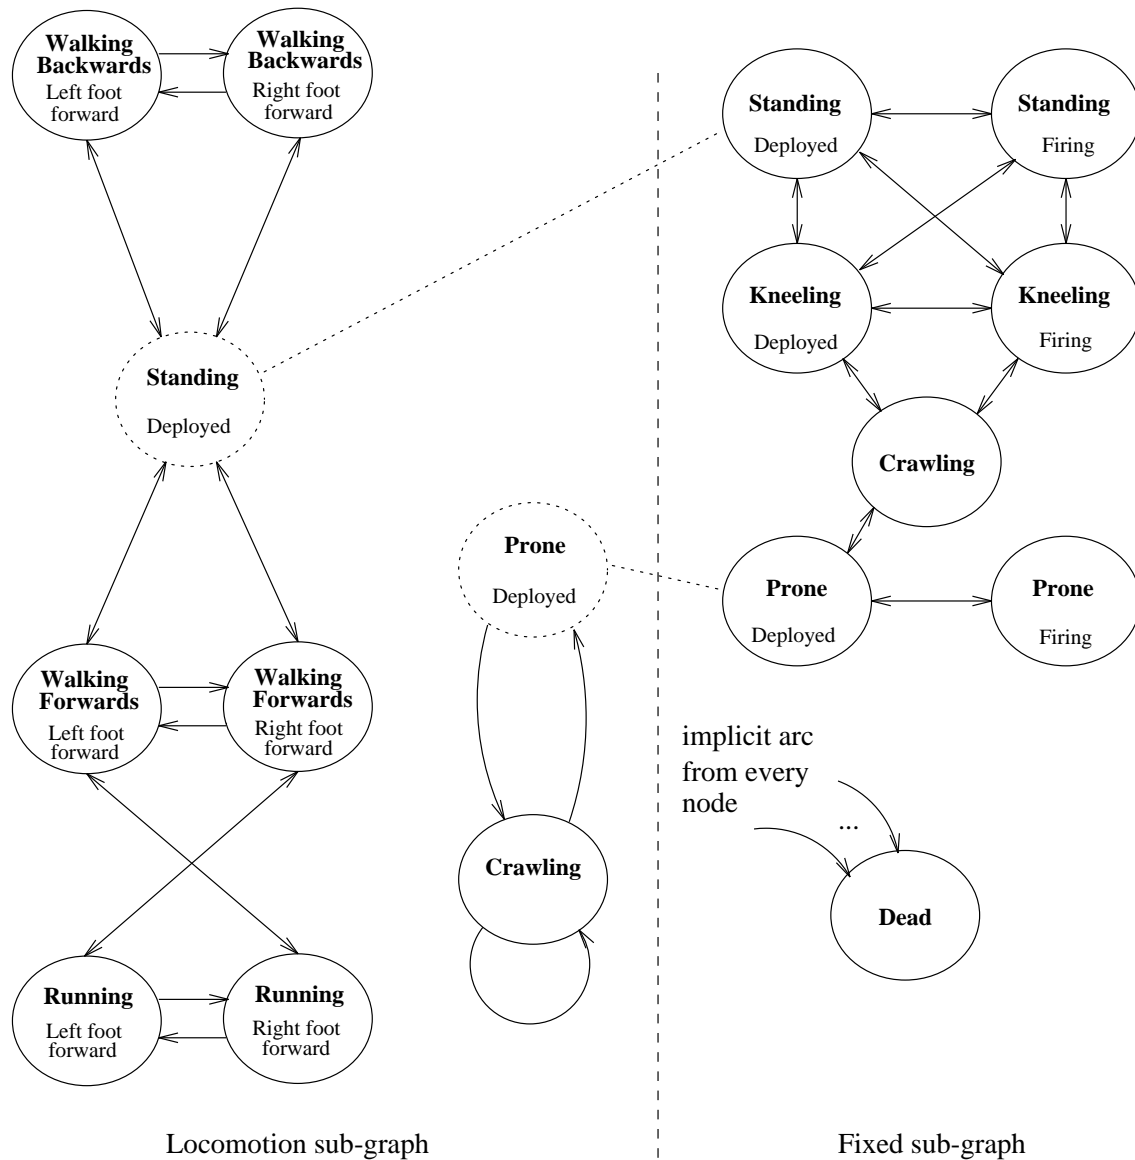 Walking
Backwards
Left foot
forward
Walking
Backwards
Right foot
forward
Standing
Deployed
Walking
Forwards
Left foot
forward
Walking
Forwards
Right foot
forward
Running
Left foot
forward
Running
Right foot
forward
Prone
Deployed
Crawling
Locomotion sub-graph
Standing
Deployed
Standing
Firing
Kneeling
Deployed
Kneeling
Firing
Crawling
Prone
Deployed
Prone
Firing
implicit arc
from every
node
...
Dead
Fixed sub-graph